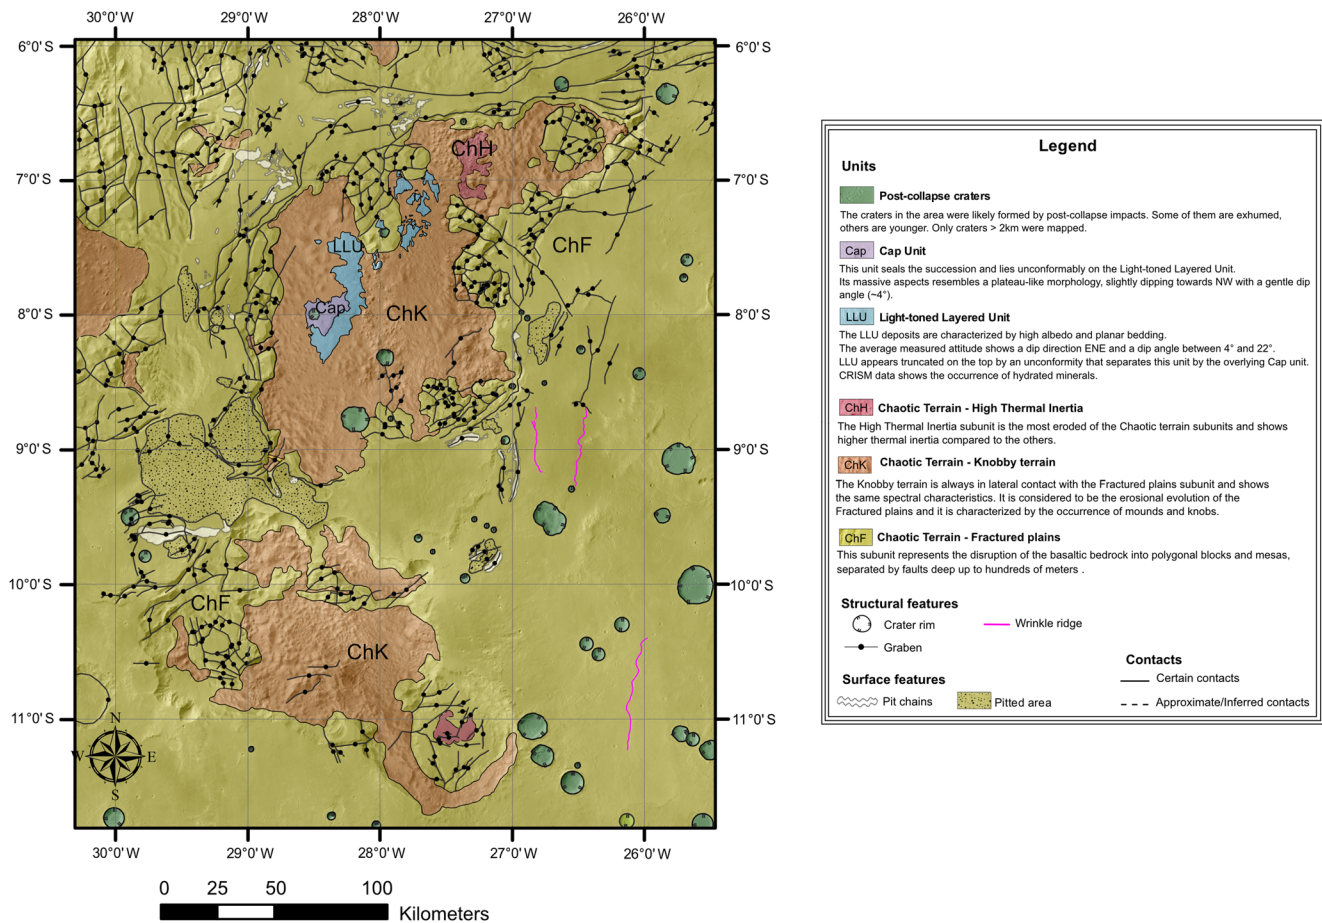 30°0'W 29°0'W 28°0'W 27°0'W 26°0'W
6°0'S 6°0'S
ChH
7°0'S 7°0'S
LLU
ChF
Cap
ChK
8°0'S 8°0'S
9°0'S 9°0'S
10°0'S 10°0'S
ChF
ChK
11°0'S 11°0'S
N
W E
S
30°0'W 29°0'W 28°0'W 27°0'W 26°0'W
0 25 50 100
Kilometers
Legend
Units
Post-collapse craters
The craters in the area were likely formed by post-collapse impacts. Some of them are exhumed,
others are younger. Only craters > 2km were mapped.
Cap Cap Unit
This unit seals the succession and lies unconformably on the Light-toned Layered Unit.
Its massive aspects resembles a plateau-like morphology, slightly dipping towards NW with a gentle dip
angle (~4°).
LLU Light-toned Layered Unit
The LLU deposits are characterized by high albedo and planar bedding.
The average measured attitude shows a dip direction ENE and a dip angle between 4° and 22°.
LLU appears truncated on the top by an unconformity that separates this unit by the overlying Cap unit.
CRISM data shows the occurrence of hydrated minerals.
ChH Chaotic Terrain - High Thermal Inertia
The High Thermal Inertia subunit is the most eroded of the Chaotic terrain subunits and shows
higher thermal inertia compared to the others.
ChK Chaotic Terrain - Knobby terrain
The Knobby terrain is always in lateral contact with the Fractured plains subunit and shows
the same spectral characteristics. It is considered to be the erosional evolution of the
Fractured plains and it is characterized by the occurrence of mounds and knobs.
ChF Chaotic Terrain - Fractured plains
This subunit represents the disruption of the basaltic bedrock into polygonal blocks and mesas,
separated by faults deep up to hundreds of meters .
Structural features
Crater rim Wrinkle ridge
Graben
Contacts
Certain contacts
Surface features
Pit chains Pitted area Approximate/Inferred contacts